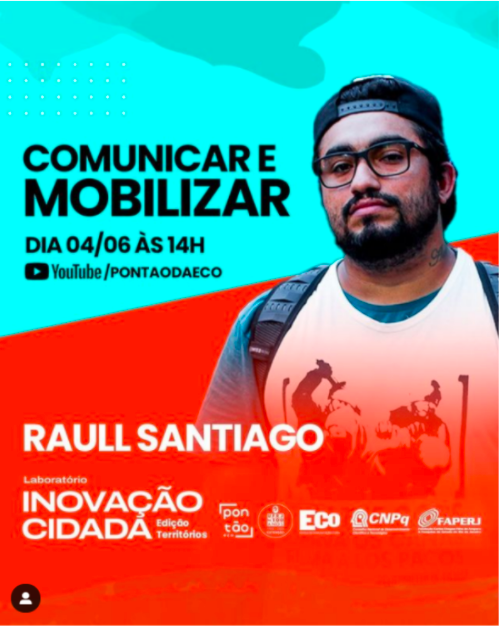 COMUNICAR E
MOBILIZAR
DIA 04/06 ÀS 14H
YouTube /PONTAODAECO
RAULL SANTIAGO
Laboratório
INOVAÇÃO
CIDADÃ Edição
Territórios
pon
tão
ECO
CNPq
FAPERJ